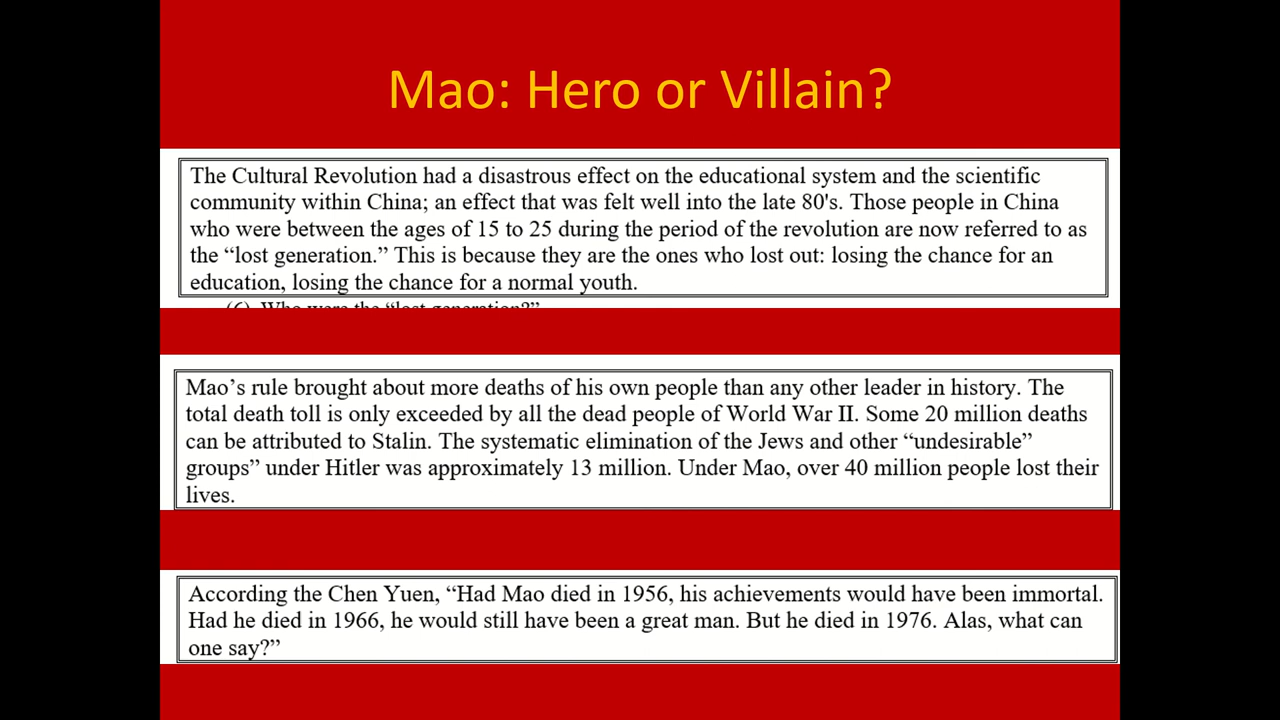 Mao: Hero or Villain?
The Cultural Revolution had a disastrous effect on the educational system and the scientific
community within China; an effect that was felt well into the late 80's. Those people in China
who were between the ages of 15 to 25 during the period of the revolution are now referred to as
the “lost generation.” This is because they are the ones who lost out: losing the chance for an
education, losing the chance for a normal youth.
(6) Who were the “lost generation?”
Mao’s rule brought about more deaths of his own people than any other leader in history. The
total death toll is only exceeded by all the dead people of World War II. Some 20 million deaths
can be attributed to Stalin. The systematic elimination of the Jews and other “undesirable”
groups” under Hitler was approximately 13 million. Under Mao, over 40 million people lost their
lives.
According the Chen Yuen, “Had Mao died in 1956, his achievements would have been immortal.
Had he died in 1966, he would still have been a great man. But he died in 1976. Alas, what can
one say?”